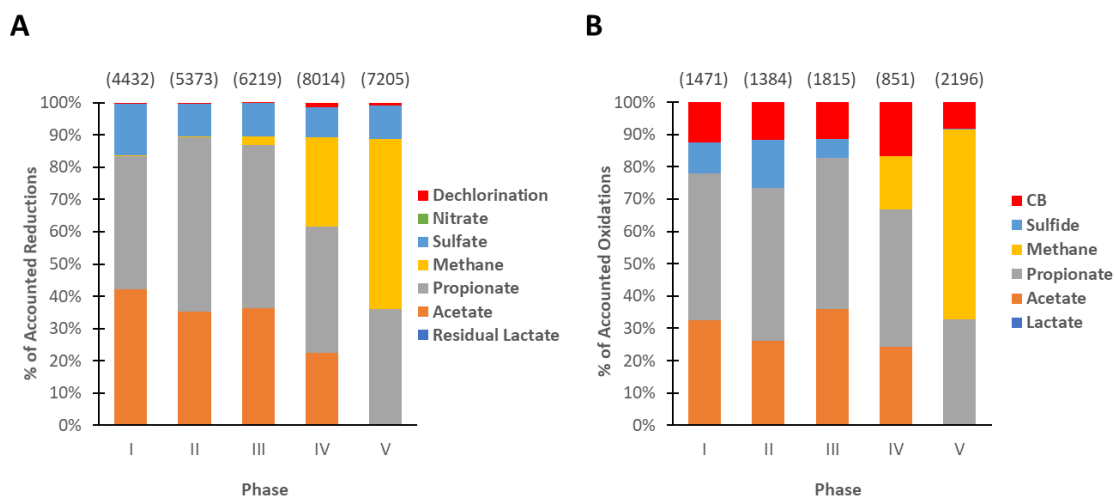 A
(4432) (5373) (6219) (8014) (7205)
100%
90%
80%
70%
60%
50%
40%
30%
20%
10%
0%
% of Accounted Reductions
I II III IV V
Phase
Dechlorination
Nitrate
Sulfate
Methane
Propionate
Acetate
Residual Lactate
B
(1471) (1384) (1815) (851) (2196)
100%
90%
80%
70%
60%
50%
40%
30%
20%
10%
0%
% of Accounted Oxidations
I II III IV V
Phase
CB
Sulfide
Methane
Propionate
Acetate
Lactate